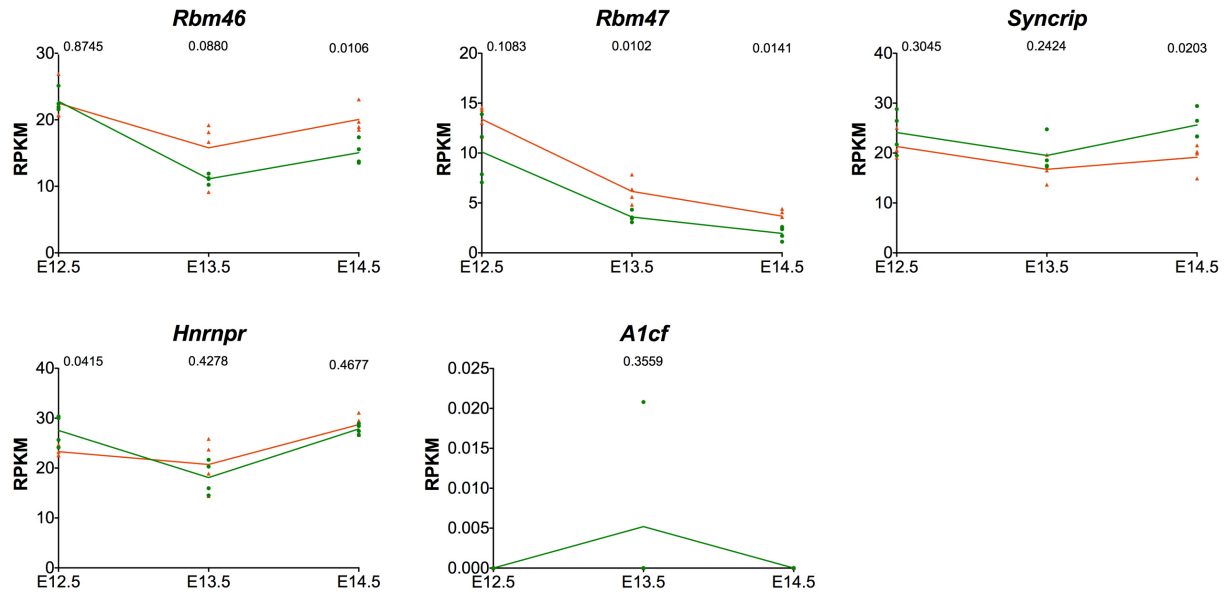 Rbm46
0.8745 0.0880 0.0106
30
20
10
0
RPKM
E12.5 E13.5 E14.5
Rbm47
0.1083 0.0102 0.0141
20
15
10
5
0
RPKM
E12.5 E13.5 E14.5
Syncrip
0.3045 0.2424 0.0203
40
30
20
10
0
RPKM
E12.5 E13.5 E14.5
Hnrnpr
0.0415 0.4278 0.4677
40
30
20
10
0
RPKM
E12.5 E13.5 E14.5
A1cf
0.3559
0.025
0.020
0.015
0.010
0.005
0.000
RPKM
E12.5 E13.5 E14.5